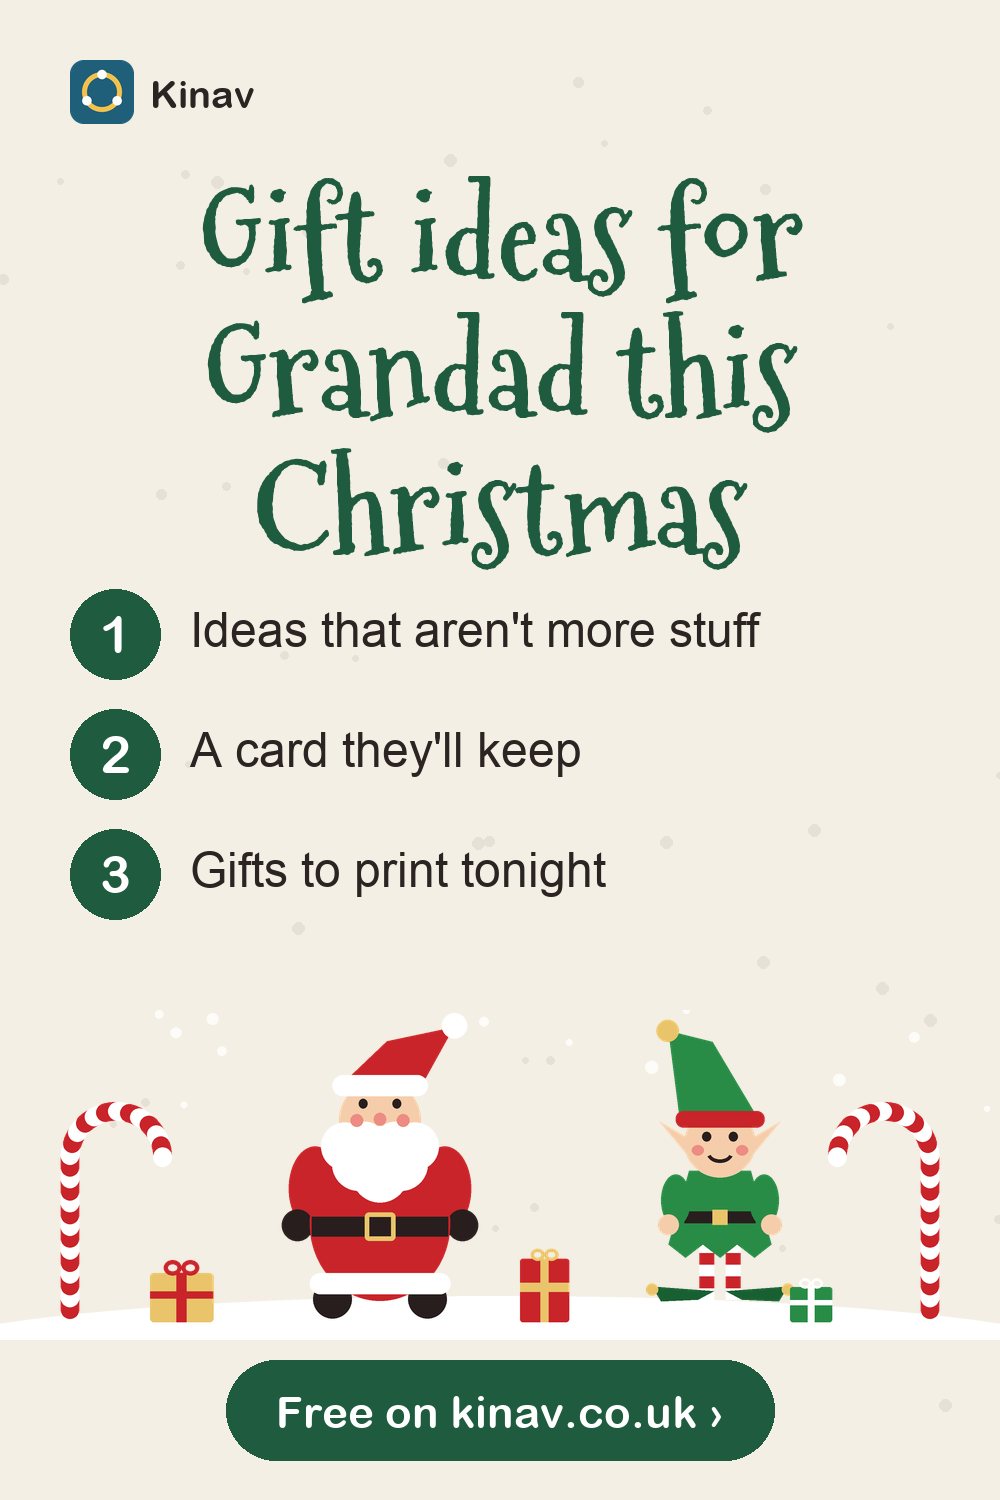 Kinav
Gift ideas for
Grandad this
Christmas
1 Ideas that aren't more stuff
2 A card they'll keep
3 Gifts to print tonight
Free on kinav.co.uk ›